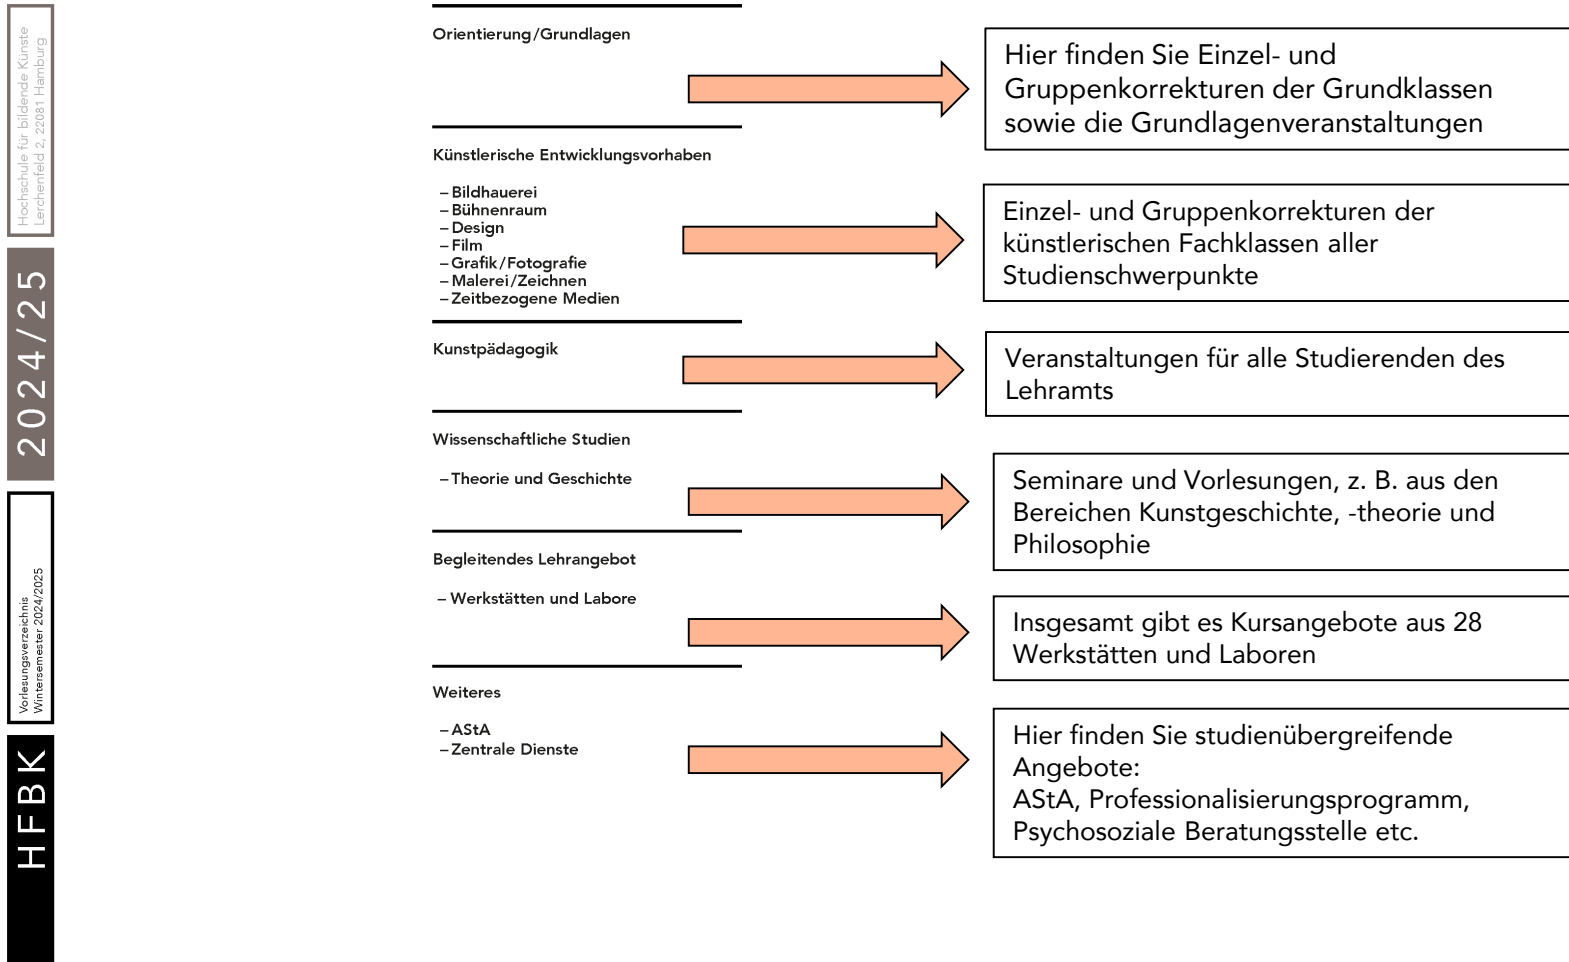 Hochschule für bildende Künste
Lerchenfeld 2, 22081 Hamburg
2024/25
Vorlesungsverzeichnis
Wintersemester 2024/2025
HFBK
Orientierung/Grundlagen
Hier finden Sie Einzel- und
Gruppenkorrekturen der Grundklassen
sowie die Grundlagenveranstaltungen
Künstlerische Entwicklungsvorhaben
– Bildhauerei
– Bühnenraum
– Design
– Film
– Grafik/Fotografie
– Malerei/Zeichnen
– Zeitbezogene Medien
Einzel- und Gruppenkorrekturen der
künstlerischen Fachklassen aller
Studienschwerpunkte
Kunstpädagogik
Veranstaltungen für alle Studierenden des
Lehramts
Wissenschaftliche Studien
– Theorie und Geschichte
Seminare und Vorlesungen, z. B. aus den
Bereichen Kunstgeschichte, -theorie und
Philosophie
Begleitendes Lehrangebot
– Werkstätten und Labore
Insgesamt gibt es Kursangebote aus 28
Werkstätten und Laboren
Weiteres
– AStA
– Zentrale Dienste
Hier finden Sie studienübergreifende
Angebote:
AStA, Professionalisierungsprogramm,
Psychosoziale Beratungsstelle etc.